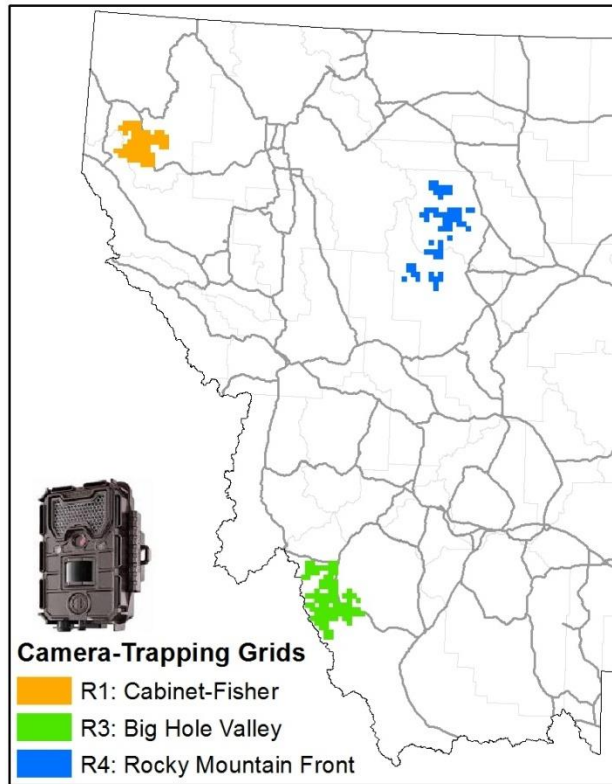 Camera-Trapping Grids
R1: Cabinet-Fisher
R3: Big Hole Valley
R4: Rocky Mountain Front